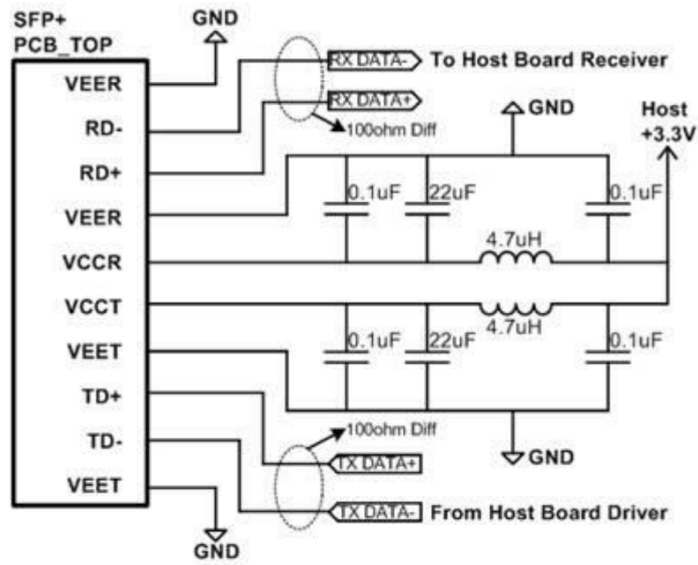 SFP+
PCB_TOP
GND
VEER
RX DATA-
To Host Board Receiver
RD-
RX DATA+
100ohm Diff
GND
Host
+3.3V
RD+
0.1uF
22uF
0.1uF
VEER
4.7uH
VCCR
VCCT
4.7uH
0.1uF
22uF
0.1uF
VEET
TD+
100ohm Diff
TD-
TX DATA+
GND
VEET
TX DATA-
From Host Board Driver
GND